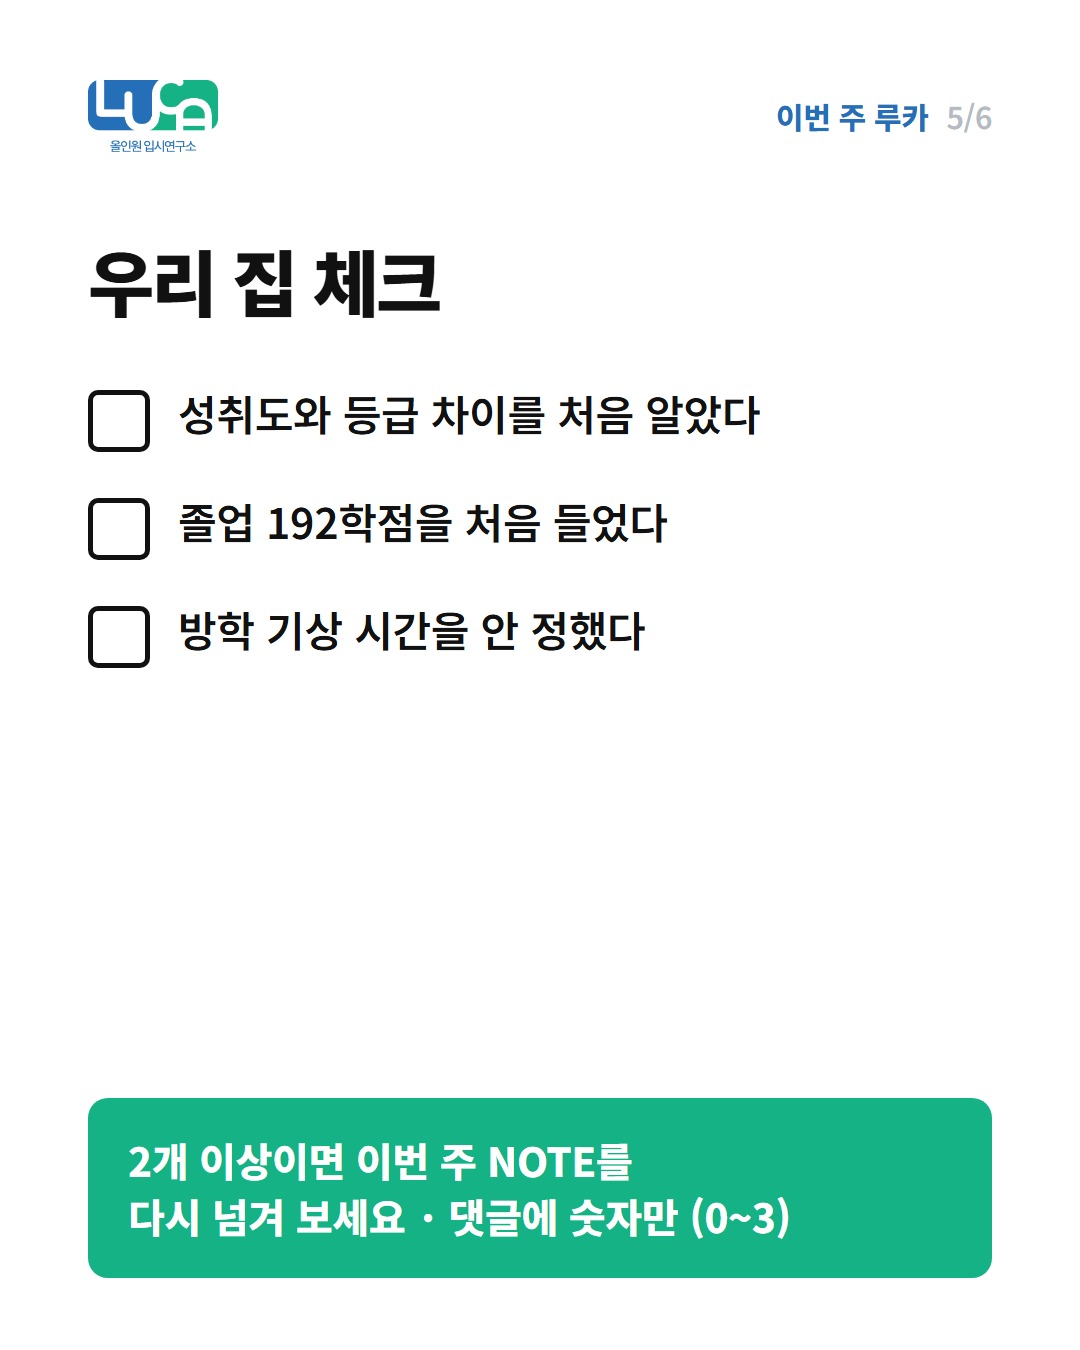 LUCA
올인원 입시연구소
이번 주 루카 5/6
우리 집 체크
성취도와 등급 차이를 처음 알았다
졸업 192학점을 처음 들었다
방학 기상 시간을 안 정했다
2개 이상이면 이번 주 NOTE를
다시 넘겨 보세요 · 댓글에 숫자만 (0~3)